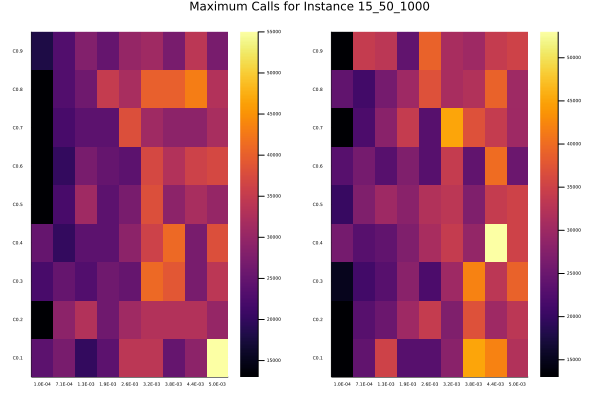 Maximum Calls for Instance 15_50_1000
C0.9
C0.8
C0.7
C0.6
C0.5
C0.4
C0.3
C0.2
C0.1
1.0E-04 7.1E-04 1.3E-03 1.9E-03 2.6E-03 3.2E-03 3.8E-03 4.4E-03 5.0E-03
55000
50000
45000
40000
35000
30000
25000
20000
15000
C0.9
C0.8
C0.7
C0.6
C0.5
C0.4
C0.3
C0.2
C0.1
1.0E-04 7.1E-04 1.3E-03 1.9E-03 2.6E-03 3.2E-03 3.8E-03 4.4E-03 5.0E-03
50000
45000
40000
35000
30000
25000
20000
15000